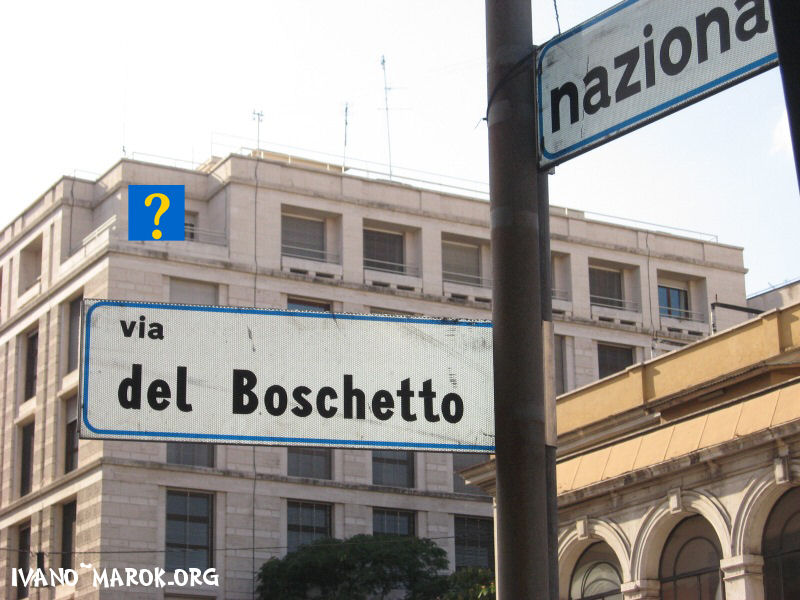 naziona
?
via
del Boschetto
IVANO~MAROK.ORG